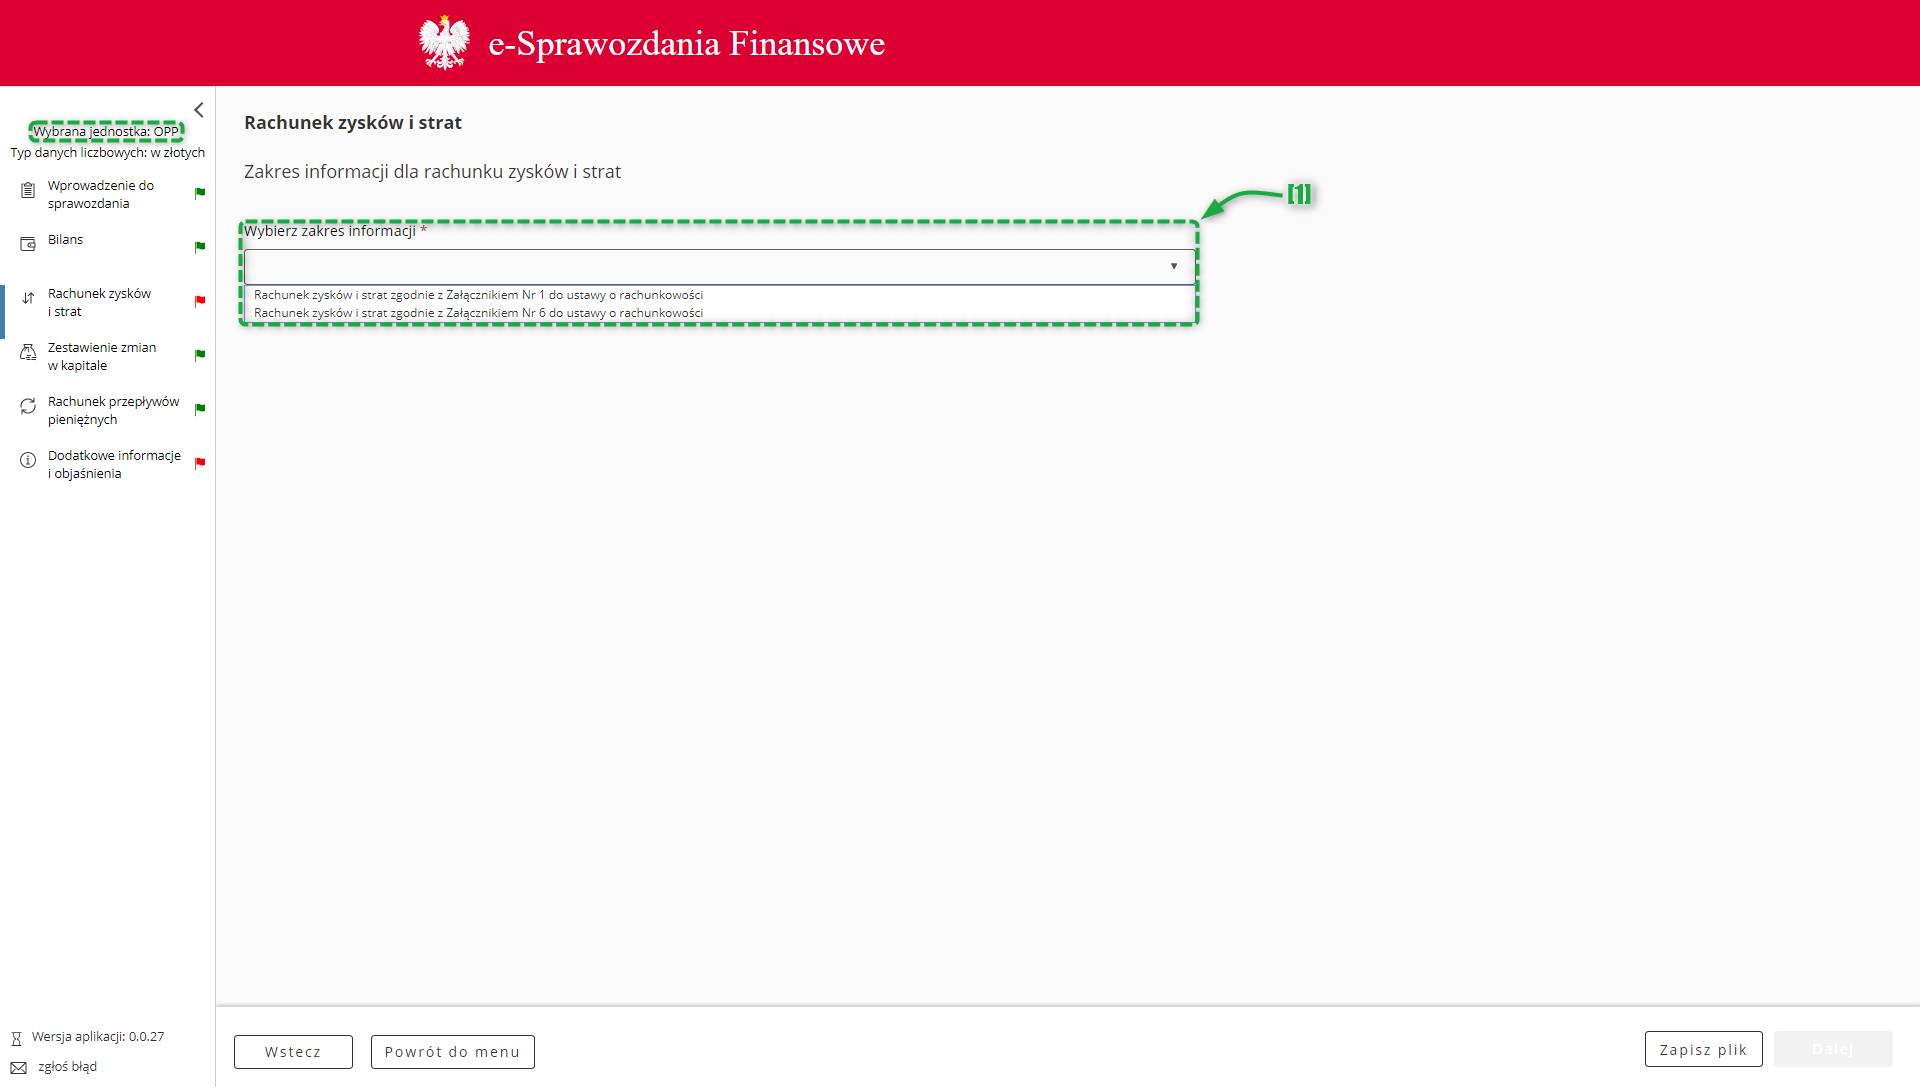 e-Sprawozdania Finansowe
Wybrana jednostka: OPP
Typ danych liczbowych: w złotych
Wprowadzenie do
sprawozdania
Bilans
Rachunek zysków
i strat
Zestawienie zmian
w kapitale
Rachunek przepływów
pieniężnych
Dodatkowe informacje
i objaśnienia
Wersja aplikacji: 0.0.27
zgłoś błąd
Rachunek zysków i strat
Zakres informacji dla rachunku zysków i strat
[1]
Wybierz zakres informacji *
Rachunek zysków i strat zgodnie z Załącznikiem Nr 1 do ustawy o rachunkowości
Rachunek zysków i strat zgodnie z Załącznikiem Nr 6 do ustawy o rachunkowości
Wstecz
Powrót do menu
Zapisz plik
Dalej